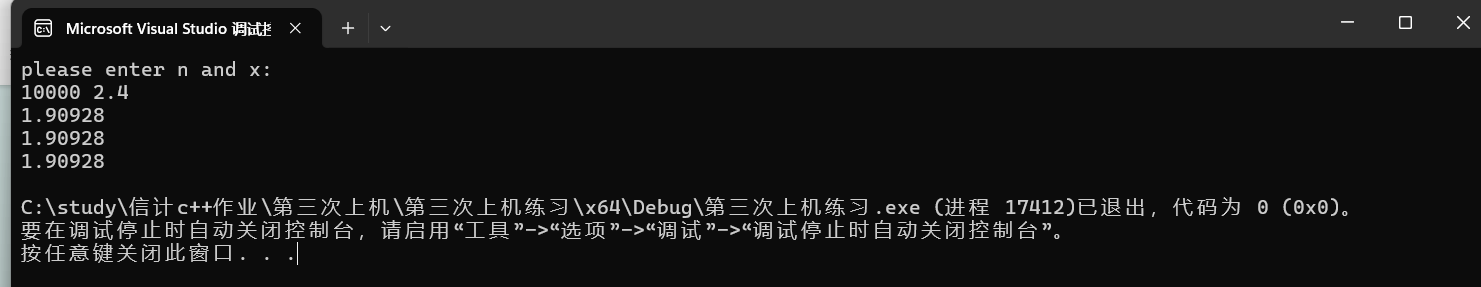 Microsoft Visual Studio 调试
please enter n and x:
10000 2.4
1.90928
1.90928
1.90928
C:\study\信计c++作业\第三次上机\第三次上机练习\x64\Debug\第三次上机练习.exe (进程 17412)已退出，代码为 0 (0x0)。
要在调试停止时自动关闭控制台，请启用“工具”->“选项”->“调试”->“调试停止时自动关闭控制台”。
按任意键关闭此窗口. . .